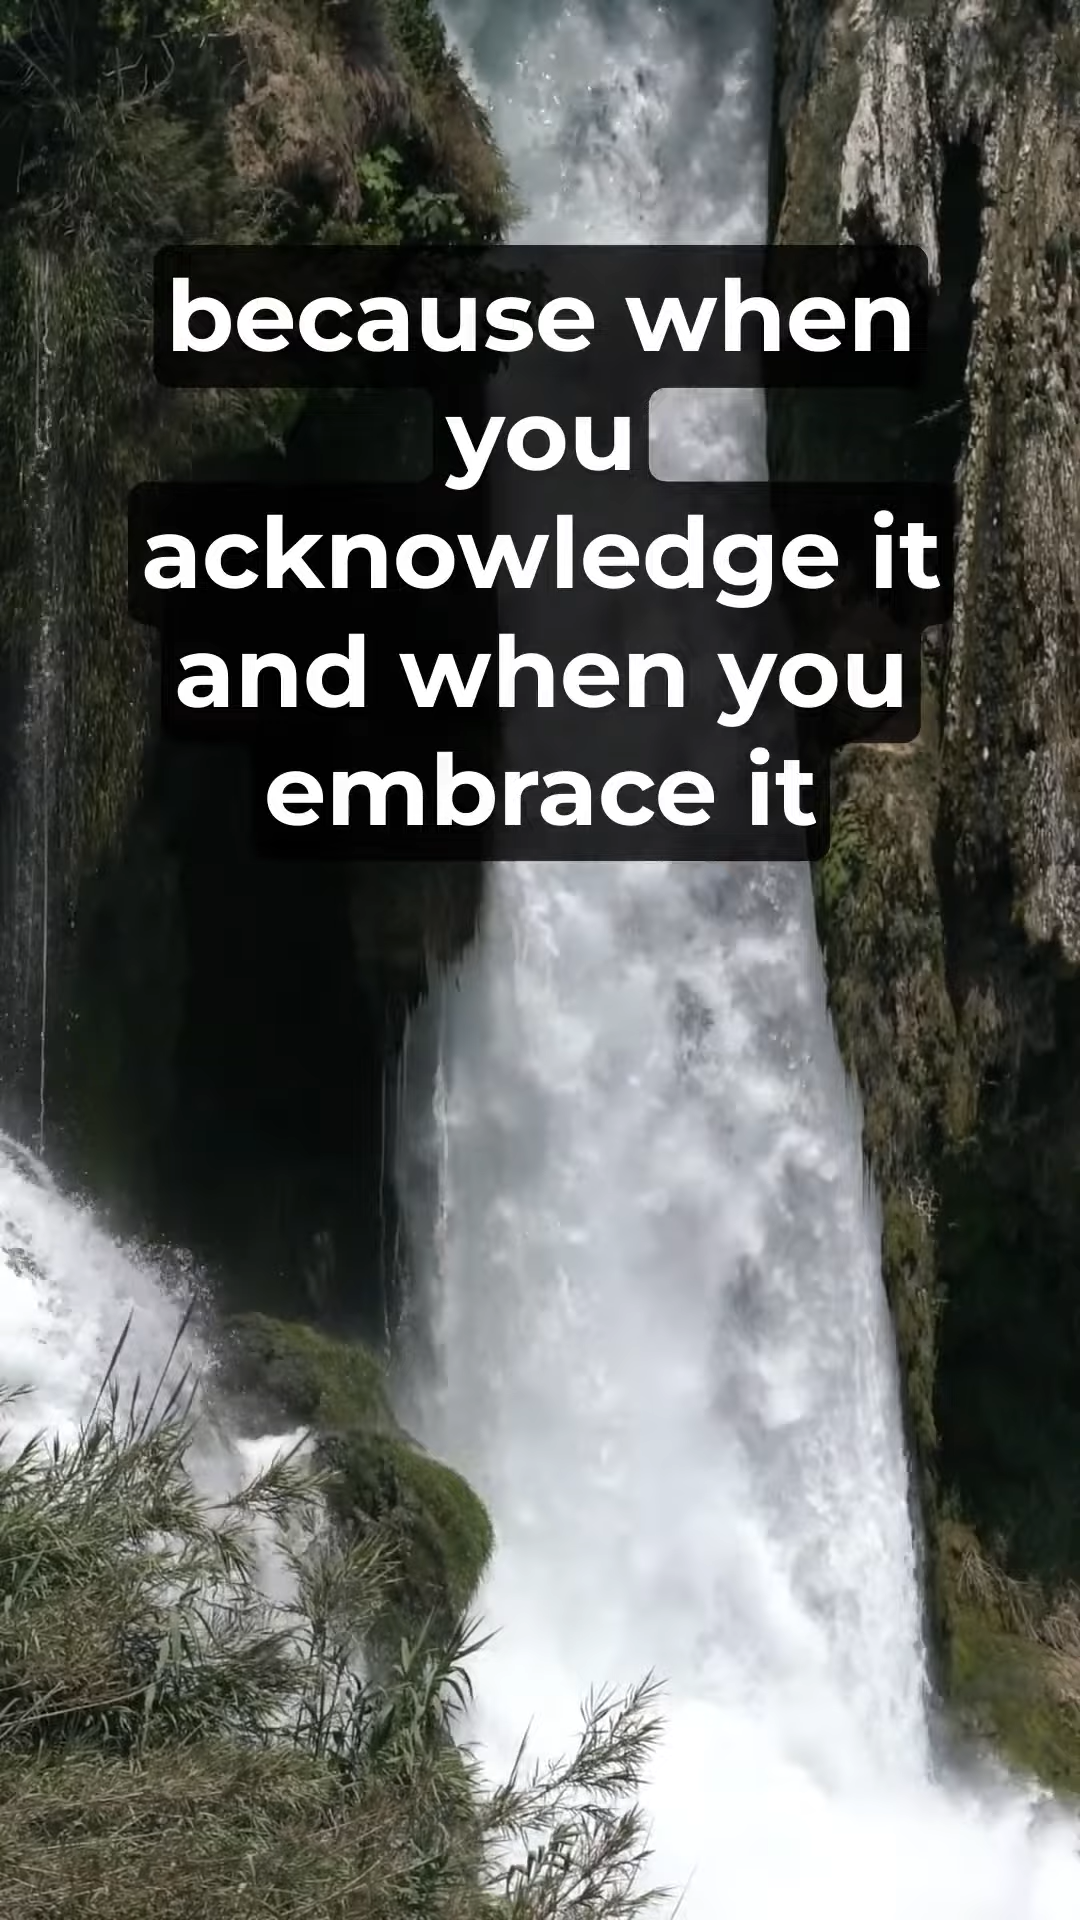 because when
you
acknowledge it
and when you
embrace it